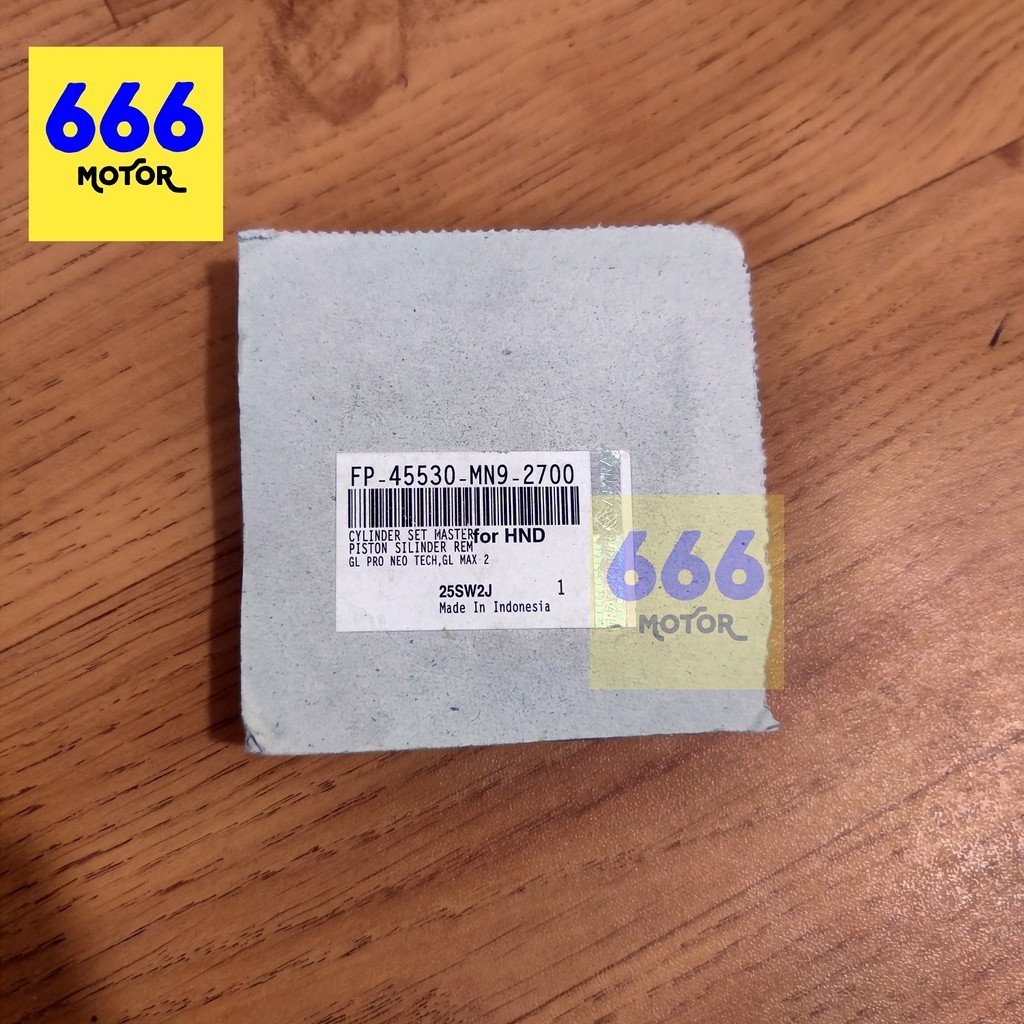 666
MOTOR
FP-45530-MN9-2700
CYLINDER SET MASTER
for HND
PISTON SILINDER REM
GL PRO NEO TECH,GL MAX 2
25SW2J 1
Made In Indonesia
666
MOTOR